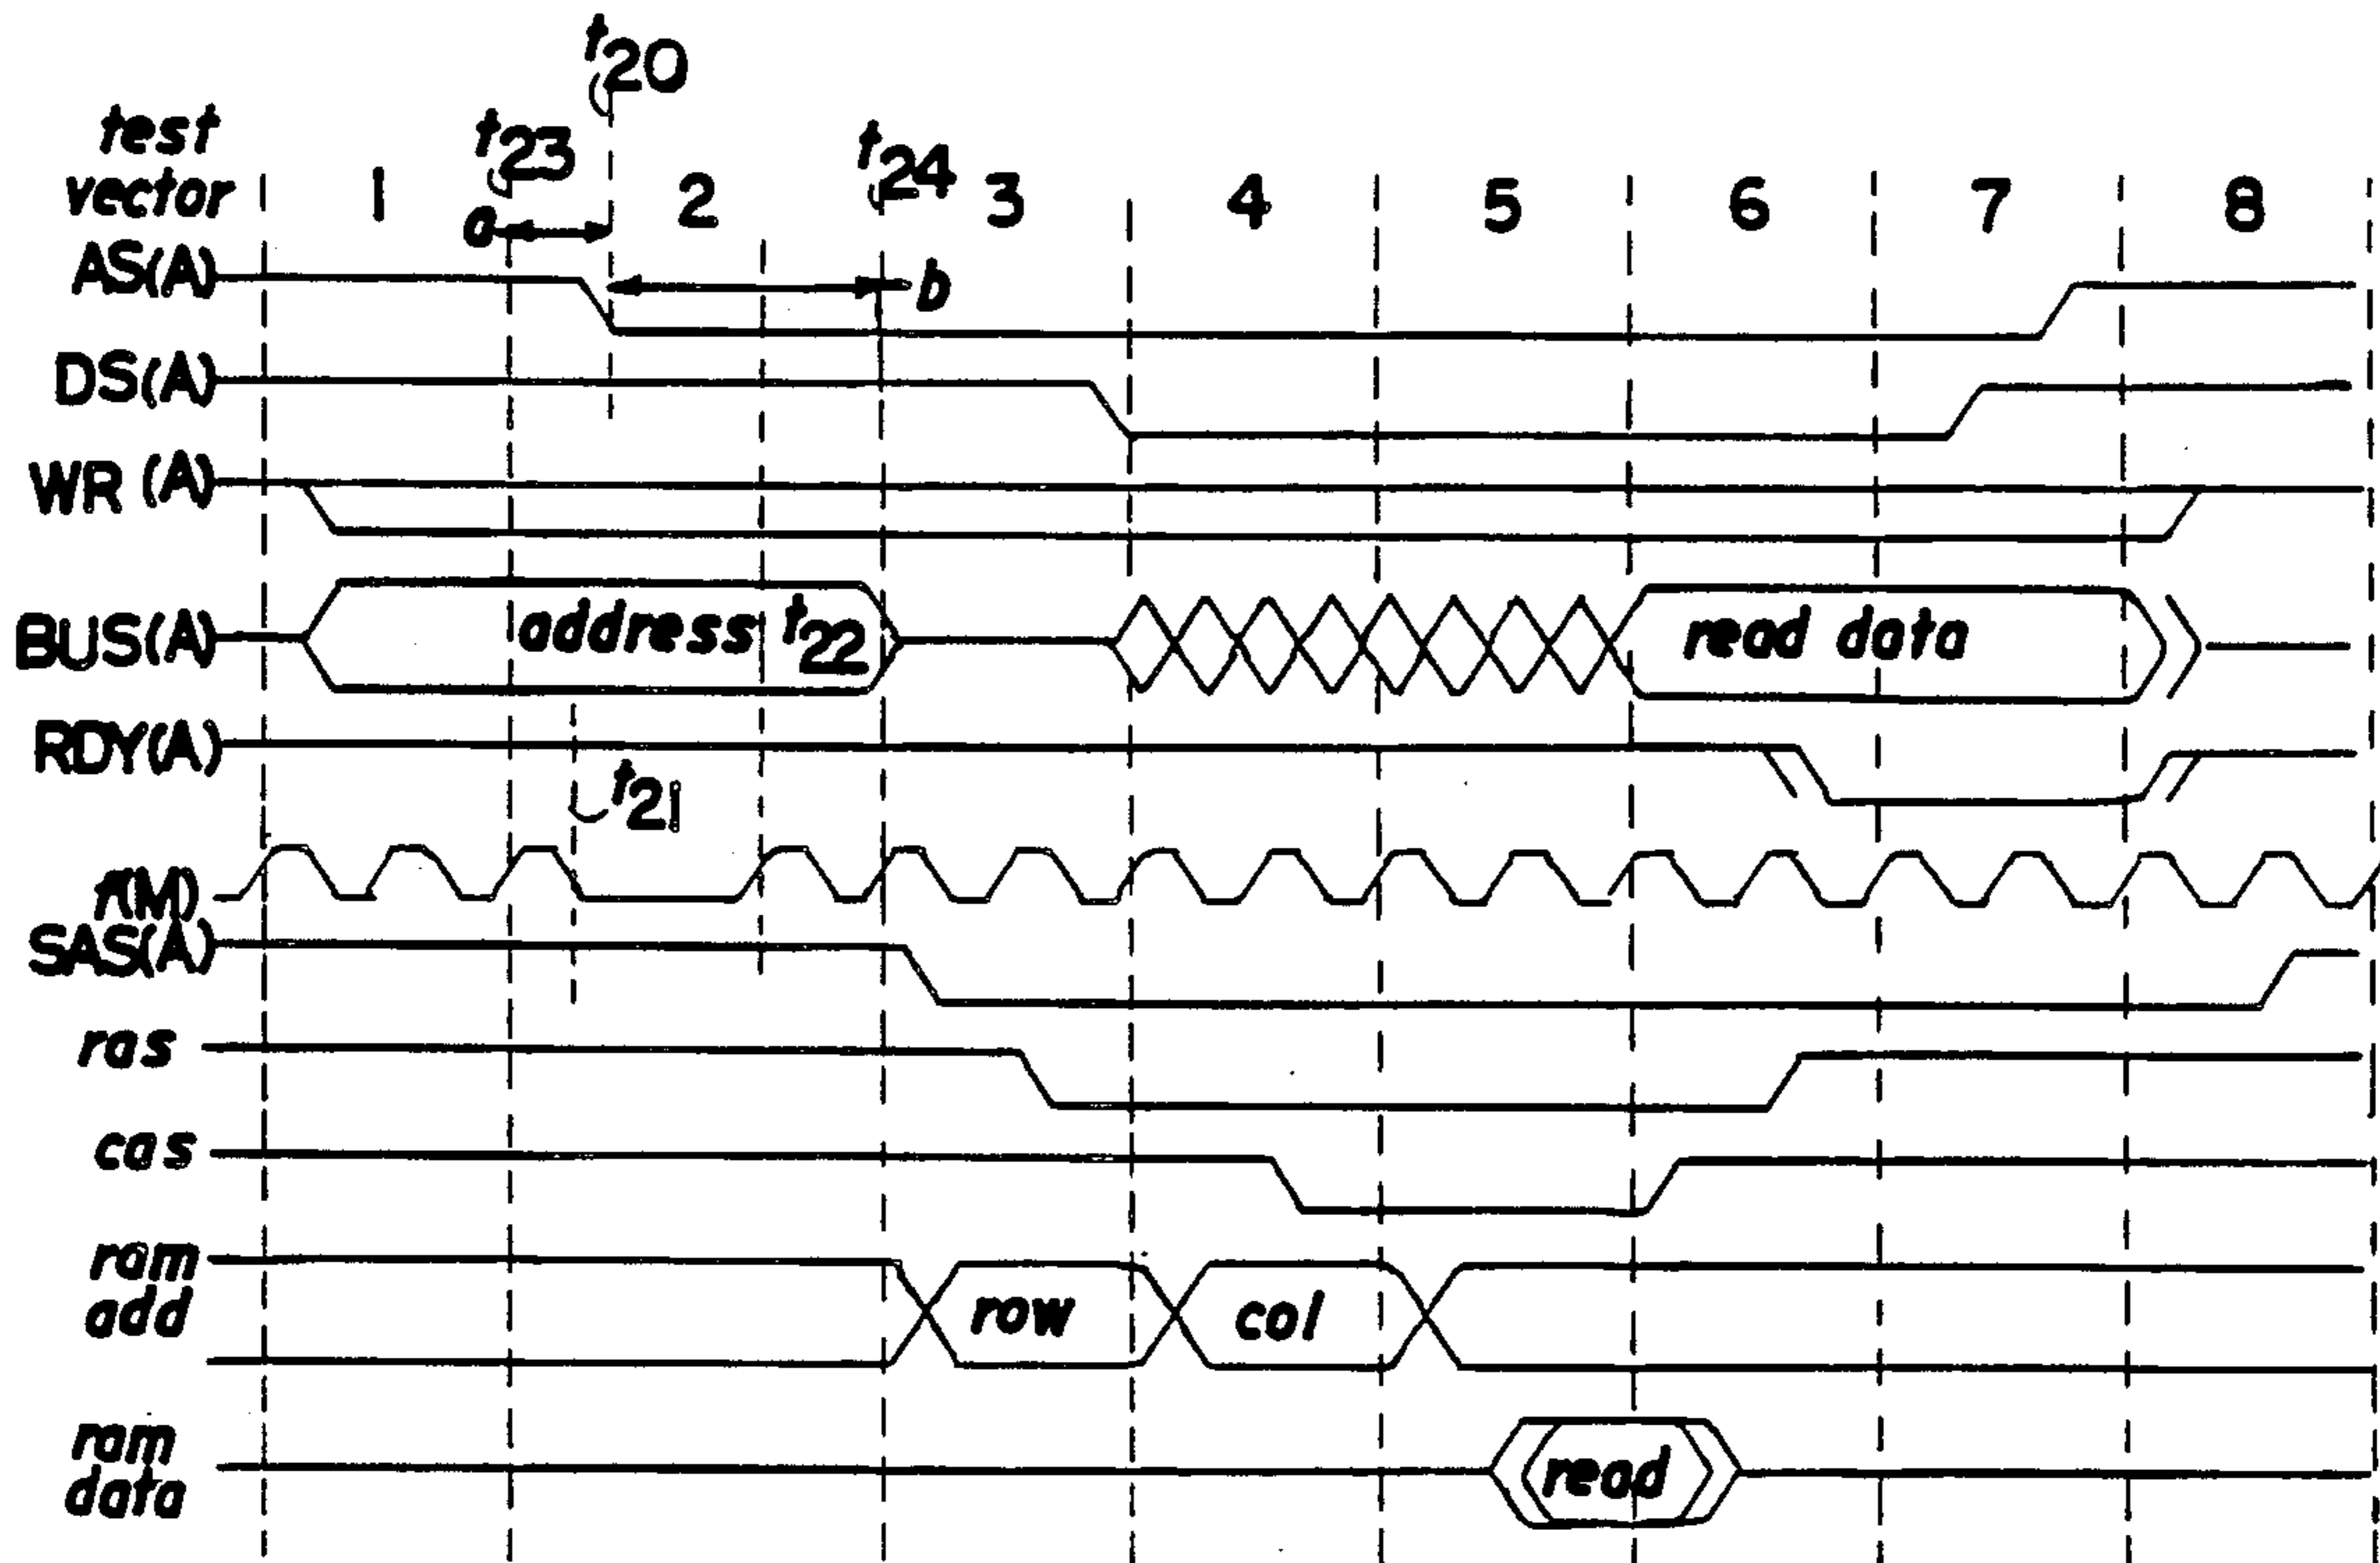 t20
test
vector
1
t23
2
t24
3
4
5
6
7
8
a
AS(A)
b
DS(A)
WR (A)
BUS(A)
address
t22
read data
RDY(A)
t21
f(M)
SAS(A)
ras
cas
ram
add
row
col
ram
data
read